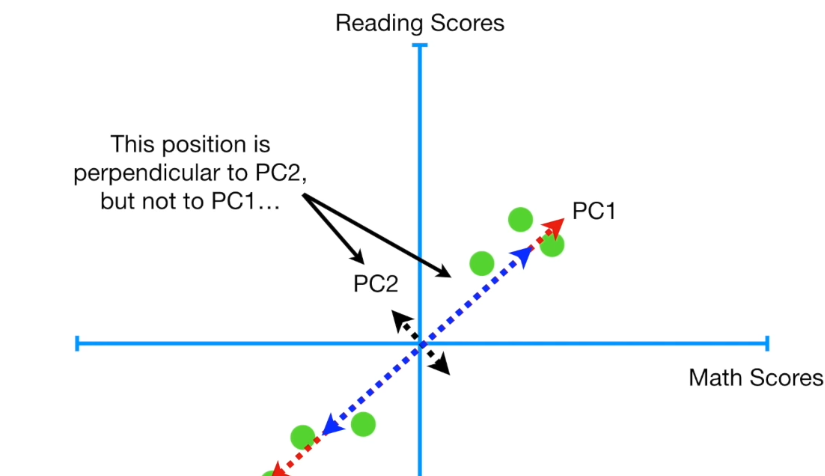 Reading Scores
This position is
perpendicular to PC2,
but not to PC1…
PC1
PC2
Math Scores